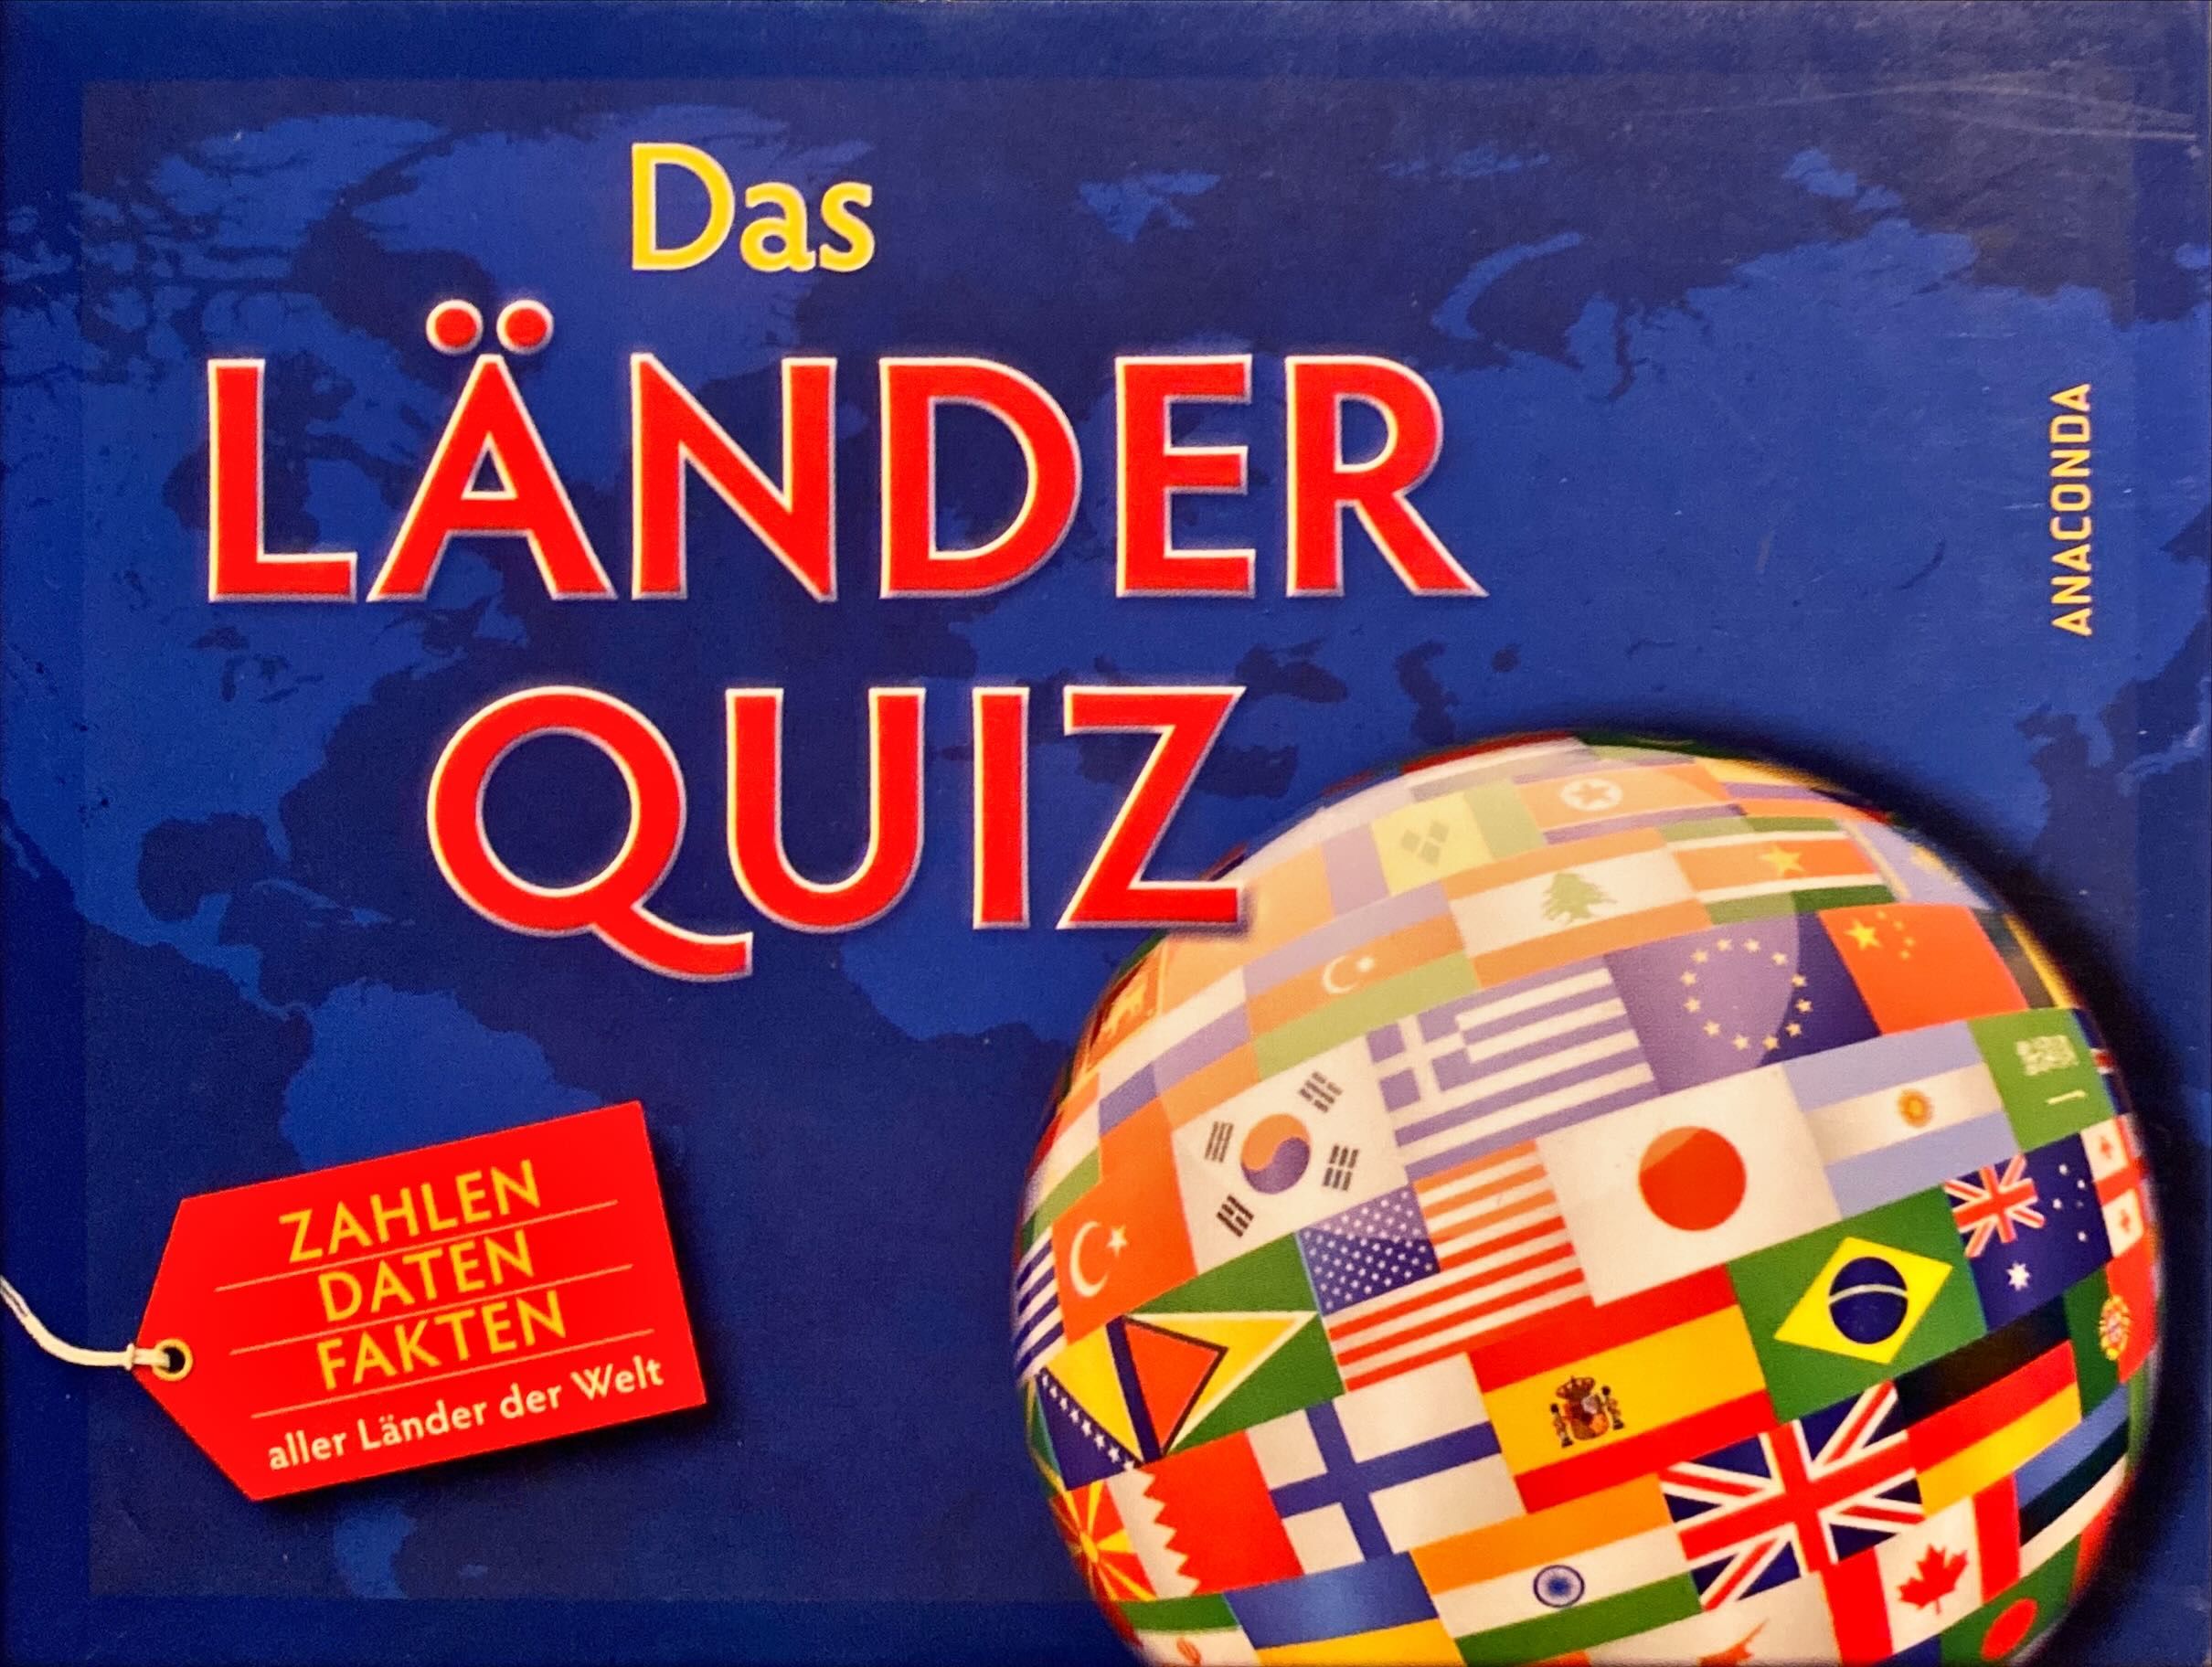 Das
LÄNDER
QUIZ
ANACONDA
ZAHLEN
DATEN
FAKTEN
aller Länder der Welt